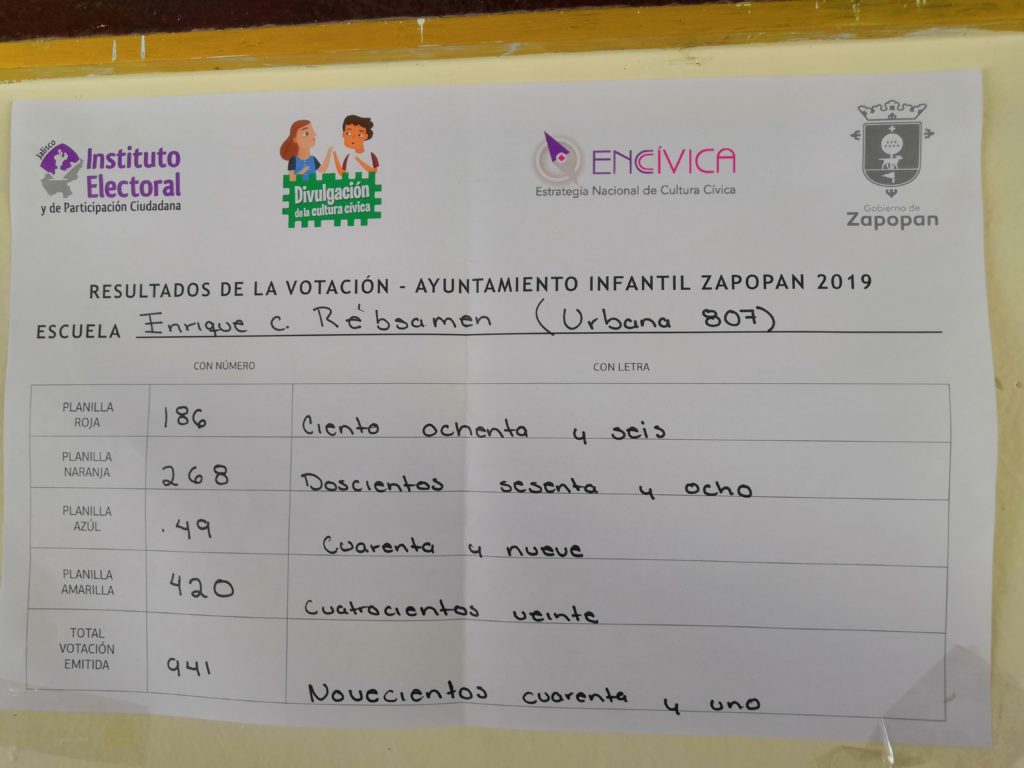 Jalisco
Instituto
Electoral
y de Participación Ciudadana
Divulgación
de la cultura cívica
ENCÍVICA
Estrategia Nacional de Cultura Cívica
Gobierno de
Zapopan
RESULTADOS DE LA VOTACIÓN - AYUNTAMIENTO INFANTIL ZAPOPAN 2019
ESCUELA Enrique C. Rébsamen (Urbana 807)
CON NÚMERO CON LETRA
PLANILLA
ROJA 186 Ciento ochenta y seis
PLANILLA
NARANJA 268 Doscientos sesenta y ocho
PLANILLA
AZÚL .49 Cuarenta y nueve
PLANILLA
AMARILLA 420 Cuatrocientos veinte
TOTAL
VOTACIÓN
EMITIDA 941 Novecientos cuarenta y uno